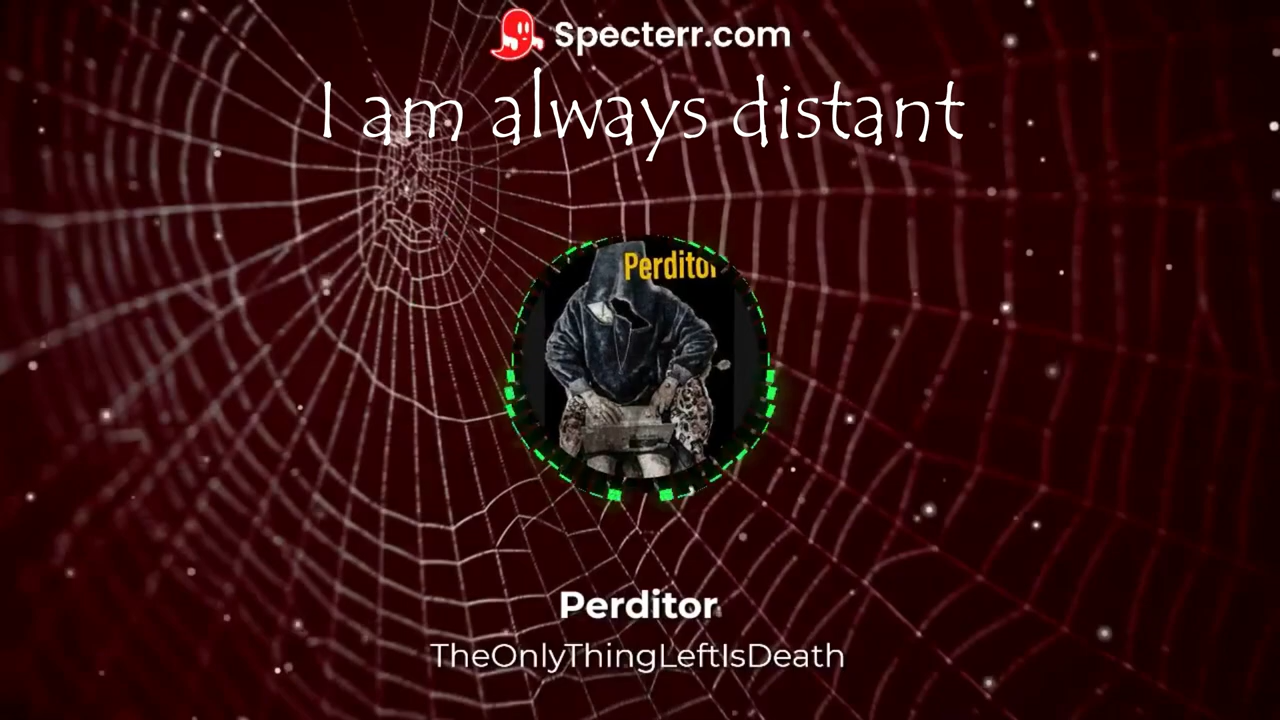 Specterr.com
I am always distant
Perditor
Perditor
TheOnlyThingLeftIsDeath